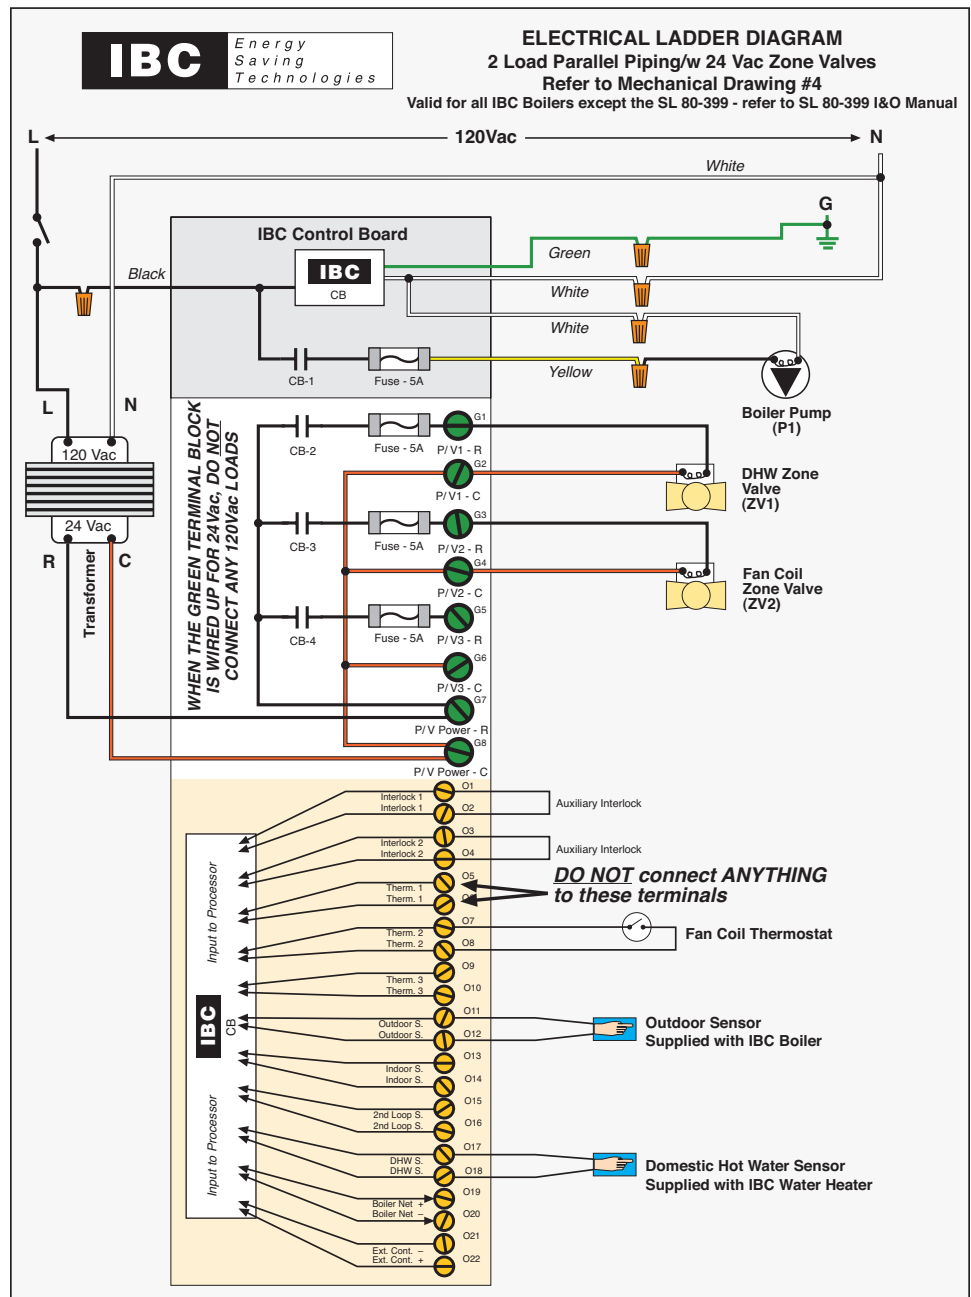 IBC
Energy
Saving
Technologies
ELECTRICAL LADDER DIAGRAM
2 Load Parallel Piping/w 24 Vac Zone Valves
Refer to Mechanical Drawing #4
Valid for all IBC Boilers except the SL 80-399 - refer to SL 80-399 I&O Manual
L
120Vac
N
White
G
IBC Control Board
Green
IBC
CB
Black
White
White
CB-1
Fuse - 5A
Yellow
Boiler Pump
(P1)
L
N
120 Vac
24 Vac
R
C
Transformer
WHEN THE GREEN TERMINAL BLOCK
IS WIRED UP FOR 24Vac, DO NOT
CONNECT ANY 120Vac LOADS
CB-2
Fuse - 5A
G1
P/ V1 - R
G2
P/ V1 - C
DHW Zone
Valve
(ZV1)
CB-3
Fuse - 5A
G3
P/ V2 - R
G4
P/ V2 - C
Fan Coil
Zone Valve
(ZV2)
CB-4
Fuse - 5A
G5
P/ V3 - R
G6
P/ V3 - C
G7
P/ V Power - R
G8
P/ V Power - C
Interlock 1
O1
Interlock 1
O2
Auxiliary Interlock
Interlock 2
O3
Interlock 2
O4
Auxiliary Interlock
Input to Processor
O5
Therm. 1
Therm. 1
DO NOT connect ANYTHING
to these terminals
O7
Therm. 2
Therm. 2
O8
Fan Coil Thermostat
O9
Therm. 3
Therm. 3
O10
IBC
CB
O11
Outdoor S.
Outdoor S.
O12
Outdoor Sensor
Supplied with IBC Boiler
O13
Indoor S.
Indoor S.
O14
O15
2nd Loop S.
2nd Loop S.
O16
Input to Processor
O17
DHW S.
DHW S.
O18
Domestic Hot Water Sensor
Supplied with IBC Water Heater
O19
Boiler Net +
Boiler Net –
O20
O21
Ext. Cont. –
Ext. Cont. +
O22